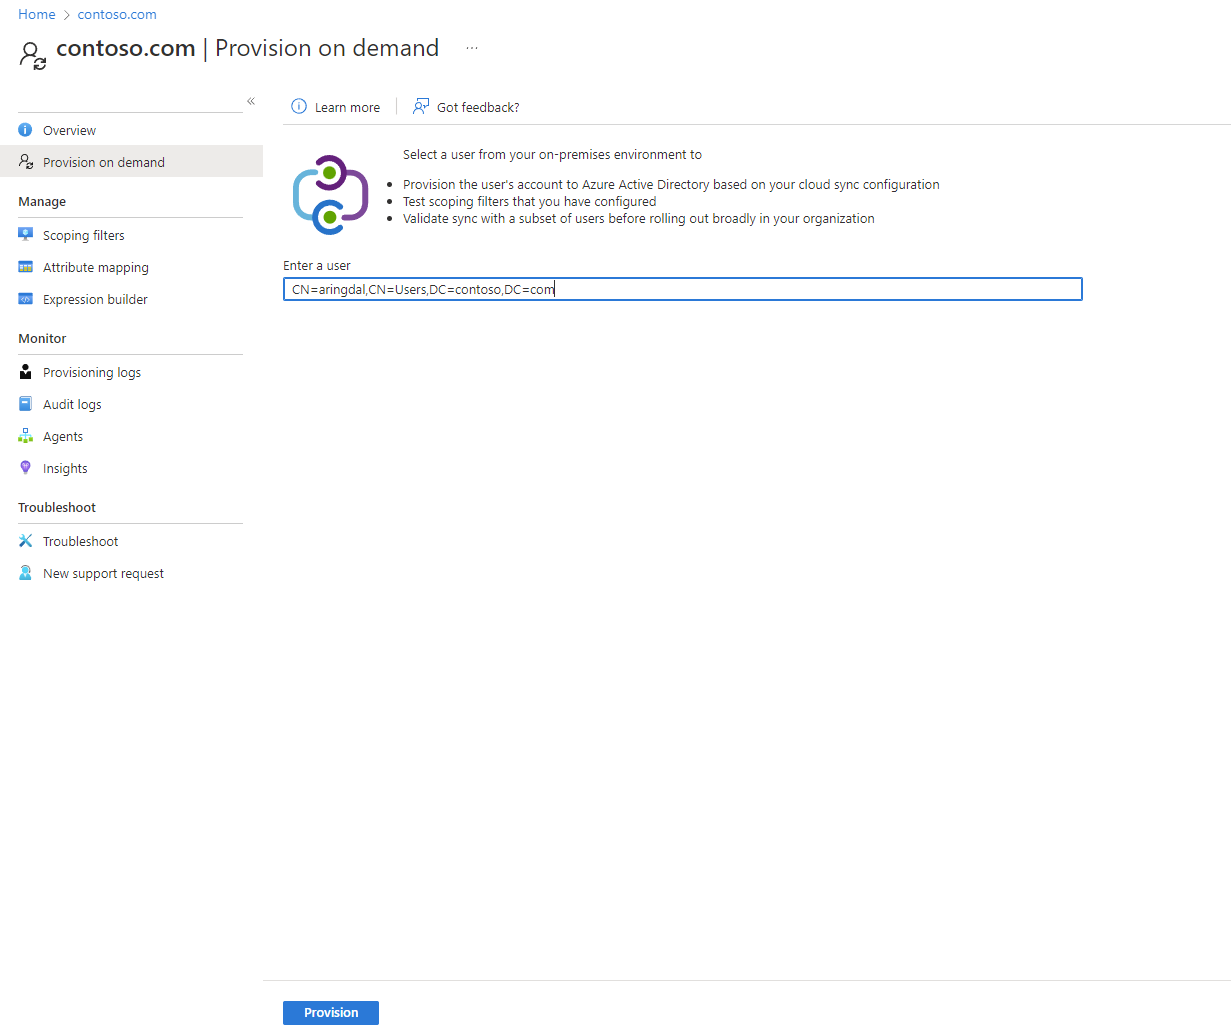 Home > contoso.com
contoso.com | Provision on demand ...
«
Overview
Provision on demand
Manage
Scoping filters
Attribute mapping
Expression builder
Monitor
Provisioning logs
Audit logs
Agents
Insights
Troubleshoot
Troubleshoot
New support request
Learn more
Got feedback?
Select a user from your on-premises environment to
• Provision the user's account to Azure Active Directory based on your cloud sync configuration
• Test scoping filters that you have configured
• Validate sync with a subset of users before rolling out broadly in your organization
Enter a user
CN=aringdal,CN=Users,DC=contoso,DC=com
Provision